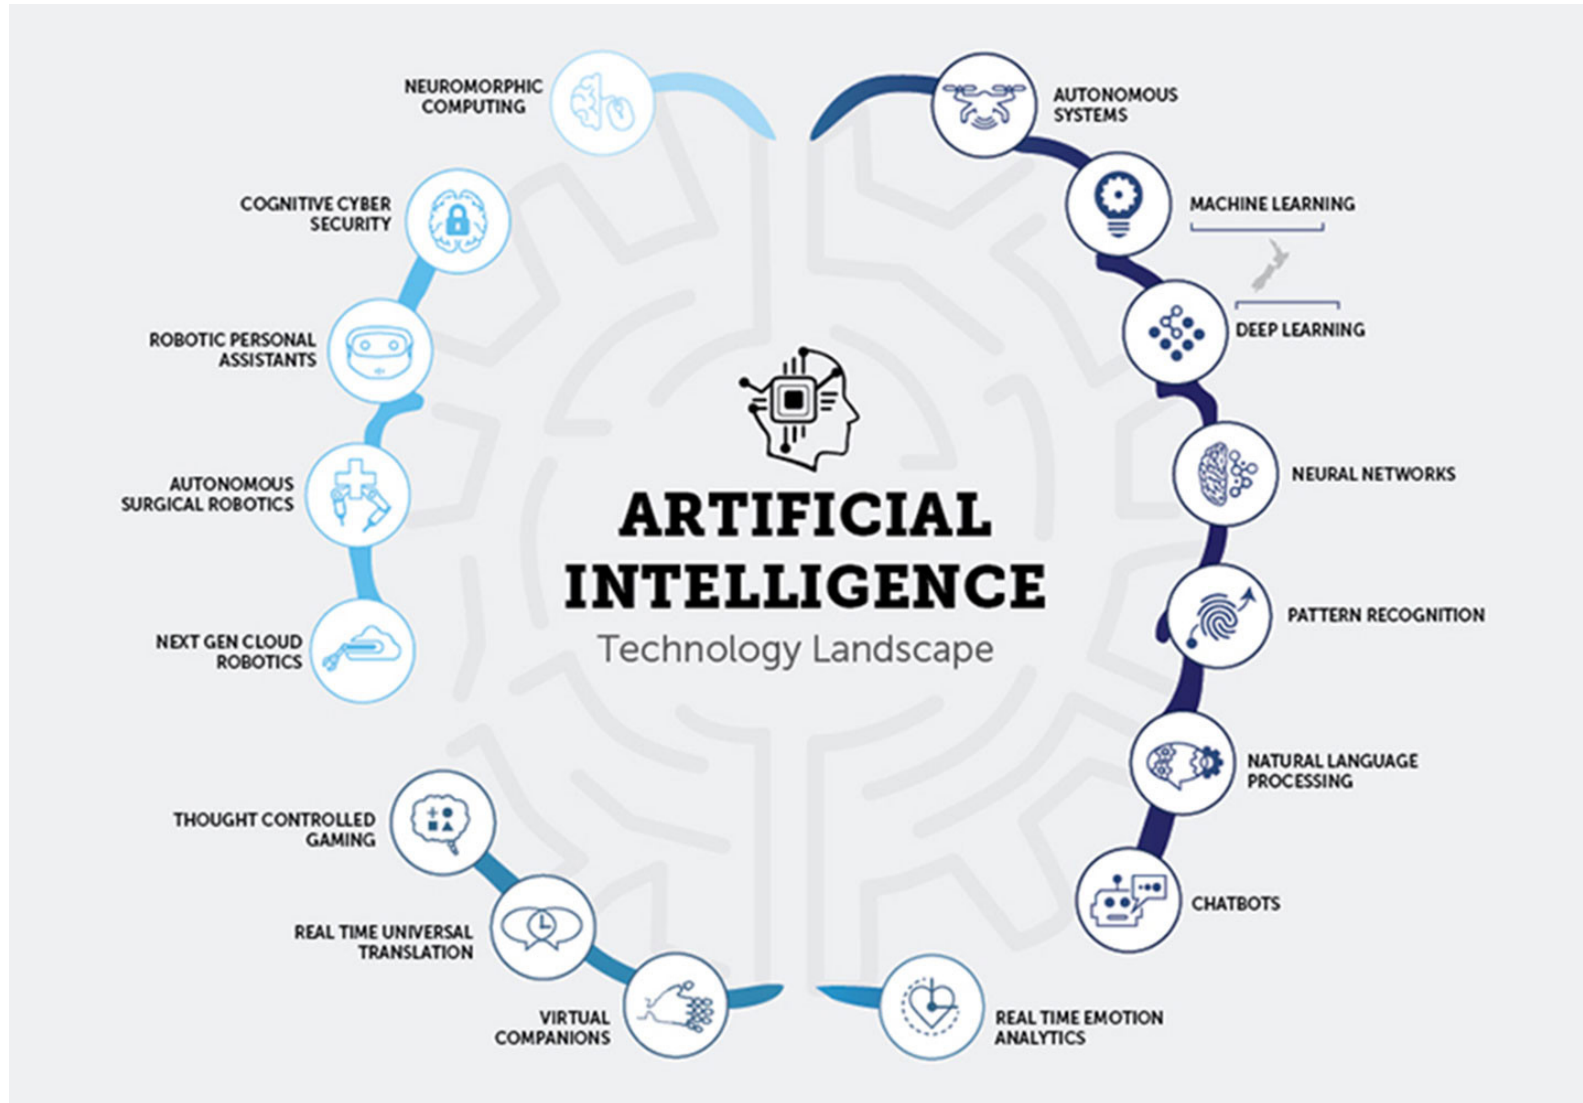 NEUROMORPHIC
COMPUTING
AUTONOMOUS
SYSTEMS
COGNITIVE CYBER
SECURITY
MACHINE LEARNING
ROBOTIC PERSONAL
ASSISTANTS
DEEP LEARNING
AUTONOMOUS
SURGICAL ROBOTICS
NEURAL NETWORKS
ARTIFICIAL
INTELLIGENCE
Technology Landscape
NEXT GEN CLOUD
ROBOTICS
PATTERN RECOGNITION
NATURAL LANGUAGE
PROCESSING
THOUGHT CONTROLLED
GAMING
CHATBOTS
REAL TIME UNIVERSAL
TRANSLATION
VIRTUAL
COMPANIONS
REAL TIME EMOTION
ANALYTICS